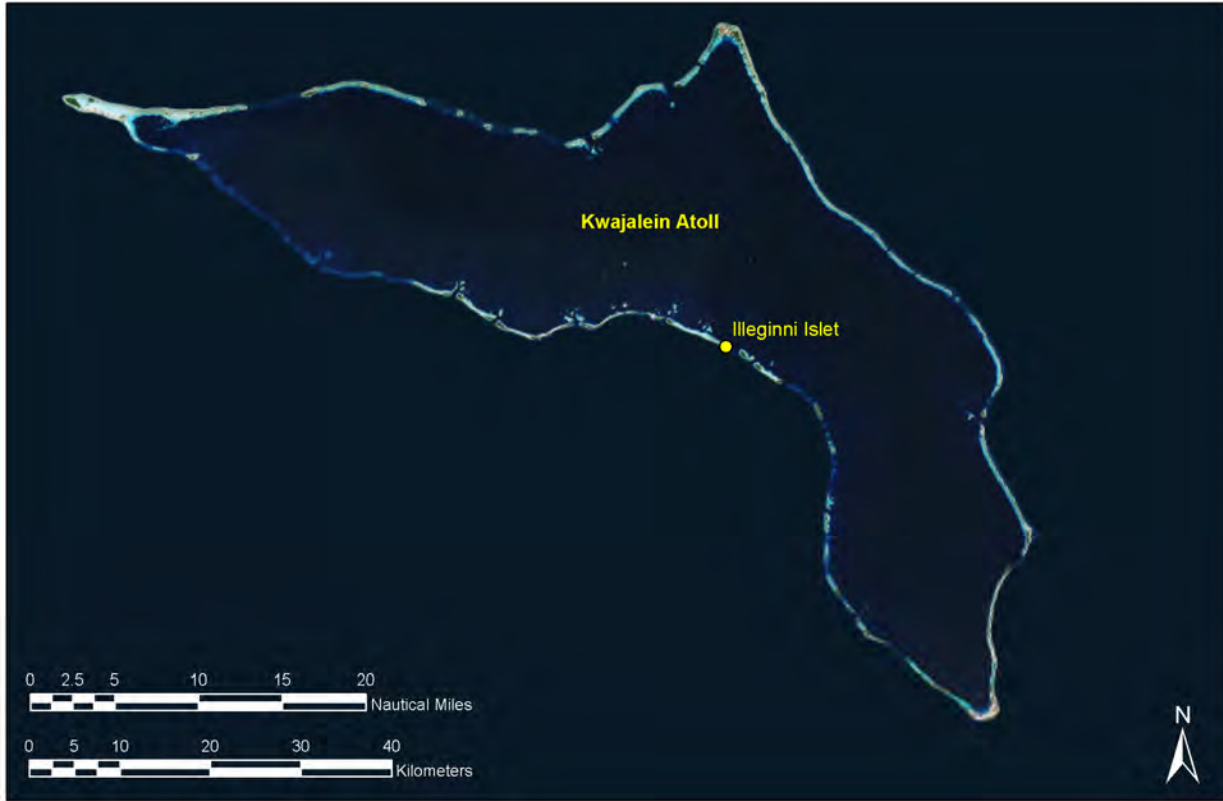 Kwajalein Atoll
Illeginni Islet
0 2.5 5 10 15 20
Nautical Miles
0 5 10 20 30 40
Kilometers
N